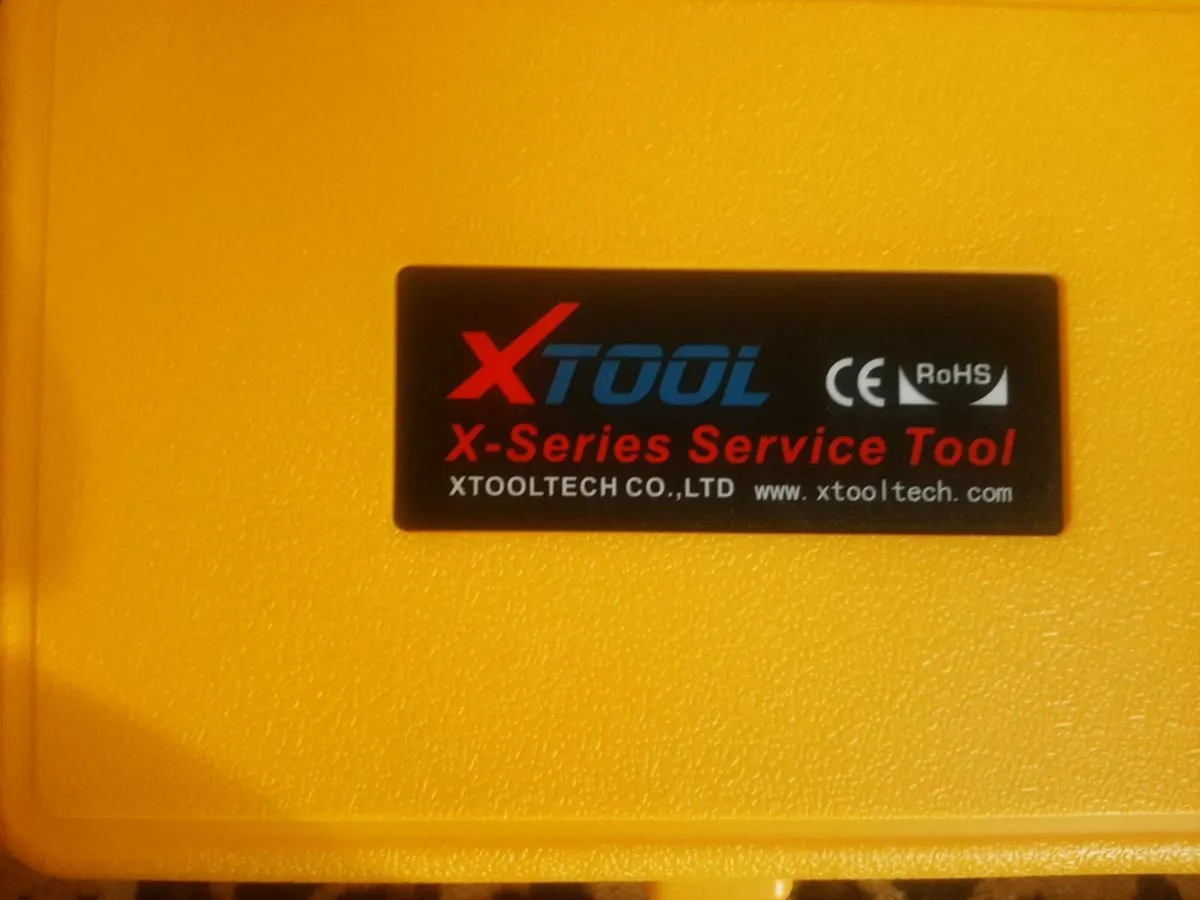 XTOOL
CE RoHS
X-Series Service Tool
XTOOLTECH CO.,LTD www.xtooltech.com